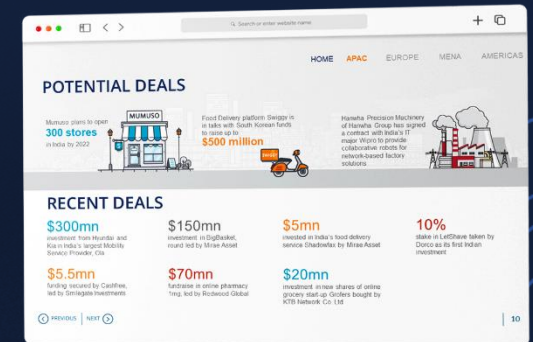 Search or enter website name
HOME APAC EUROPE MENA AMERICAS
POTENTIAL DEALS
Mumuso plans to open
300 stores
in India by 2022
MUMUSO
Food Delivery platform Swiggy is
in talks with South Korean funds
to raise up to
$500 million
Hanwha Precision Machinery
of Hanwha Group has signed
a contract with India's IT
major Wipro to provide
collaborative robots for
network-based factory
solutions
RECENT DEALS
$300mn
investment from Hyundai and
Kia in India's largest Mobility
Service Provider, Ola
$150mn
investment in BigBasket,
round led by Mirae Asset
$5mn
invested in India's food delivery
service Shadowfax by Mirae Asset
10%
stake in LetShave taken by
Dorco as its first Indian
investment
$5.5mn
funding secured by Cashfree,
led by Smilegate Investments
$70mn
fundraise in online pharmacy
1mg, led by Redwood Global
$20mn
investment in new shares of online
grocery start-up Grofers bought by
KTB Network Co. Ltd
PREVIOUS NEXT
10